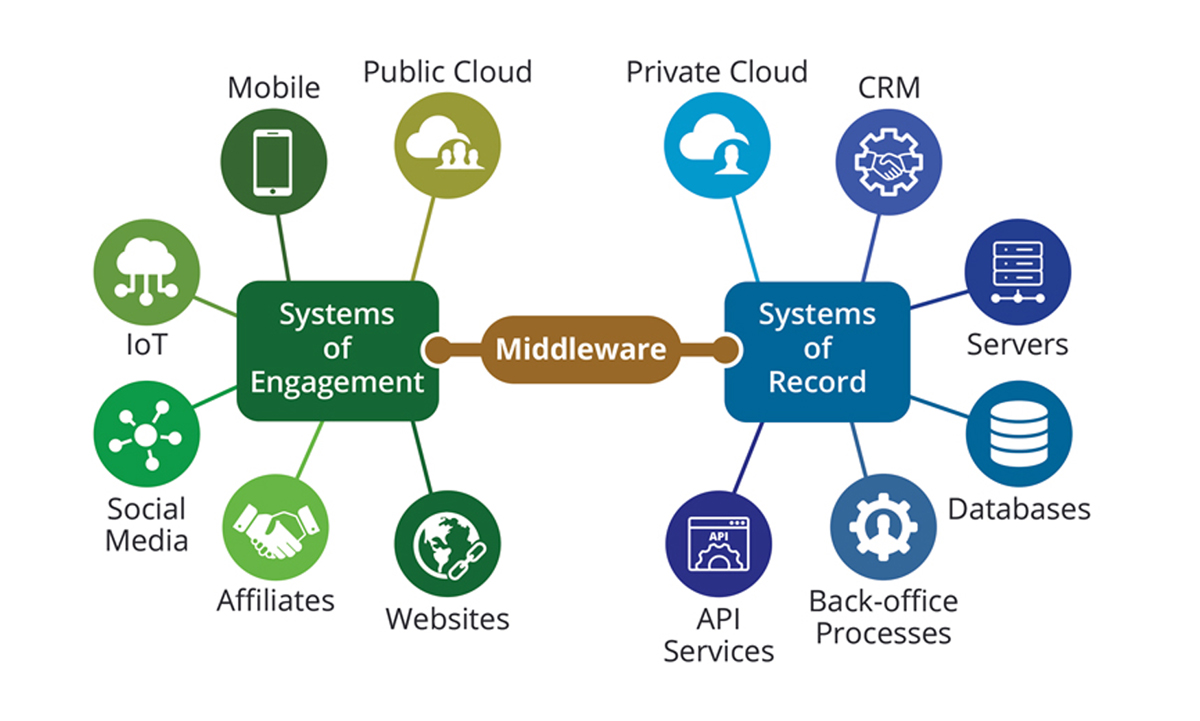 Mobile
Public Cloud
Private Cloud
CRM
IoT
Systems
of
Engagement
Middleware
Systems
of
Record
Servers
Social
Media
Databases
Affiliates
Websites
API
API
Services
Back-office
Processes